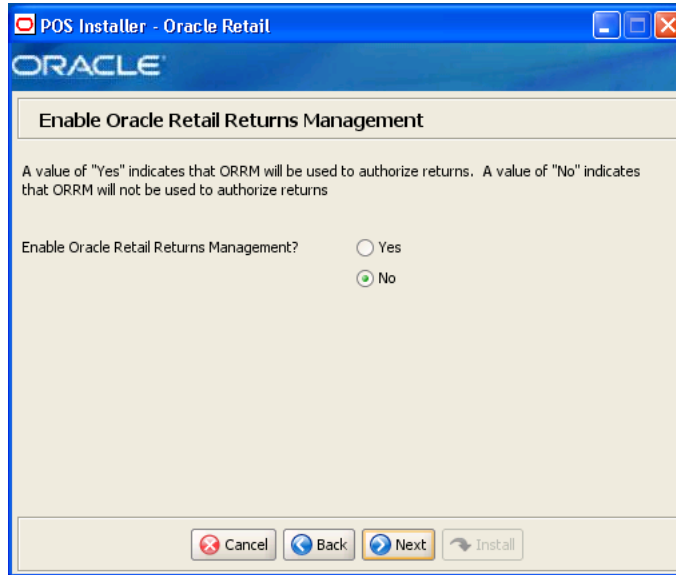 POS Installer - Oracle Retail
ORACLE
Enable Oracle Retail Returns Management
A value of "Yes" indicates that ORRM will be used to authorize returns. A value of "No" indicates
that ORRM will not be used to authorize returns
Enable Oracle Retail Returns Management?
Yes
No
Cancel
Back
Next
Install